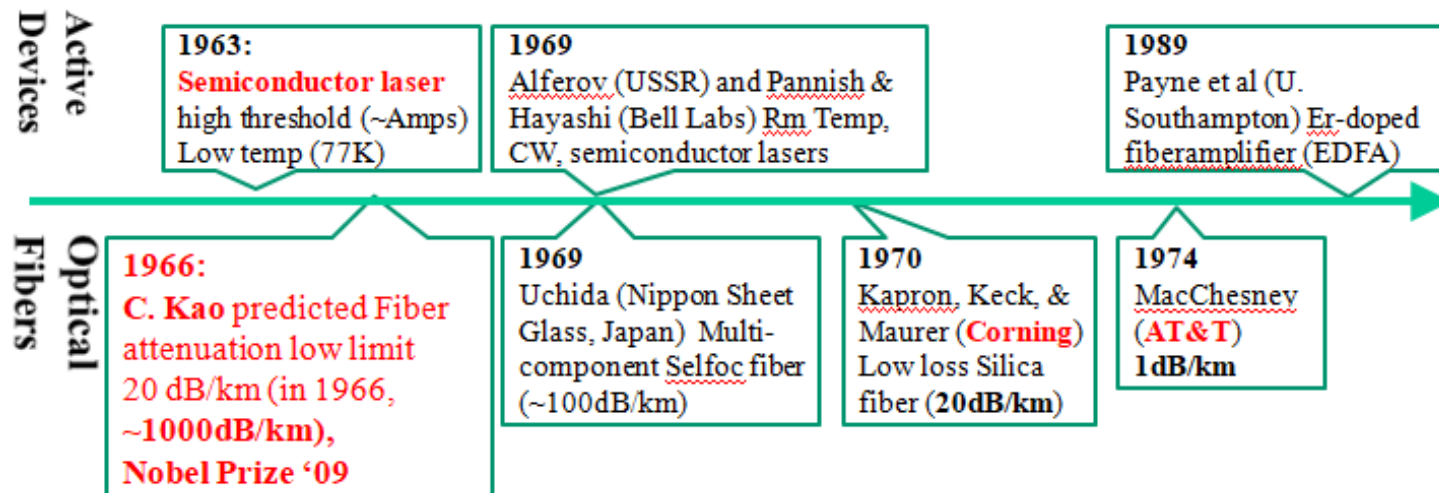 Active
Devices
1963:
Semiconductor laser
high threshold (~Amps)
Low temp (77K)
1969
Alferov (USSR) and Pannish &
Hayashi (Bell Labs) Rm Temp,
CW, semiconductor lasers
1989
Payne et al (U.
Southampton) Er-doped
fiberamplifier (EDFA)
Optical
Fibers
1966:
C. Kao predicted Fiber
attenuation low limit
20 dB/km (in 1966,
~1000dB/km),
Nobel Prize ‘09
1969
Uchida (Nippon Sheet
Glass, Japan) Multi-
component Selfoc fiber
(~100dB/km)
1970
Kapron, Keck, &
Maurer (Corning)
Low loss Silica
fiber (20dB/km)
1974
MacChesney
(AT&T)
1dB/km